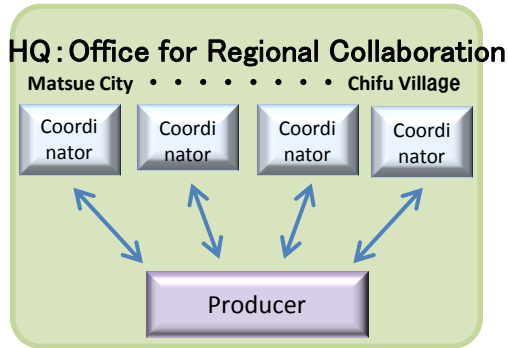 HQ：Office for Regional Collaboration
Matsue City ・・・・・・・・ Chifu Village
Coordi
nator
Coordi
nator
Coordi
nator
Coordi
nator
Producer